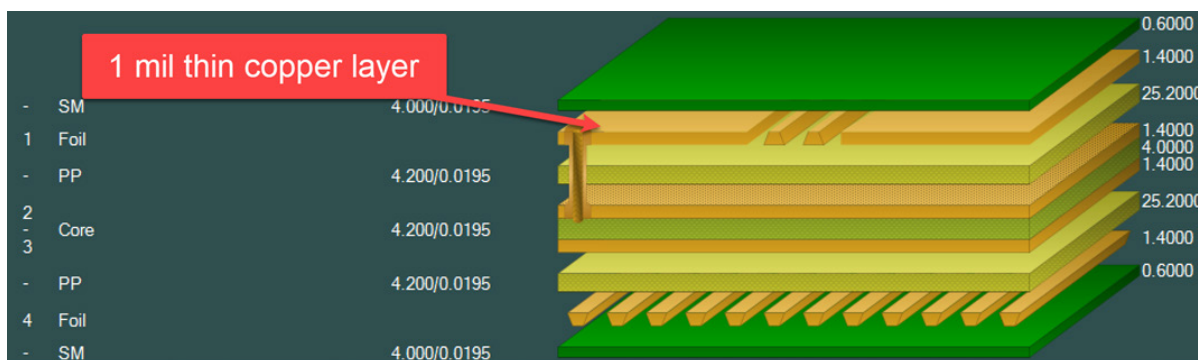 0.6000
1 mil thin copper layer
1.4000
25.2000
- SM 4.000/0.0195
1 Foil 1.4000
4.0000
- PP 4.200/0.0195 1.4000
25.2000
2
- Core 4.200/0.0195
3
1.4000
- PP 4.200/0.0195 0.6000
4 Foil
- SM 4.000/0.0195